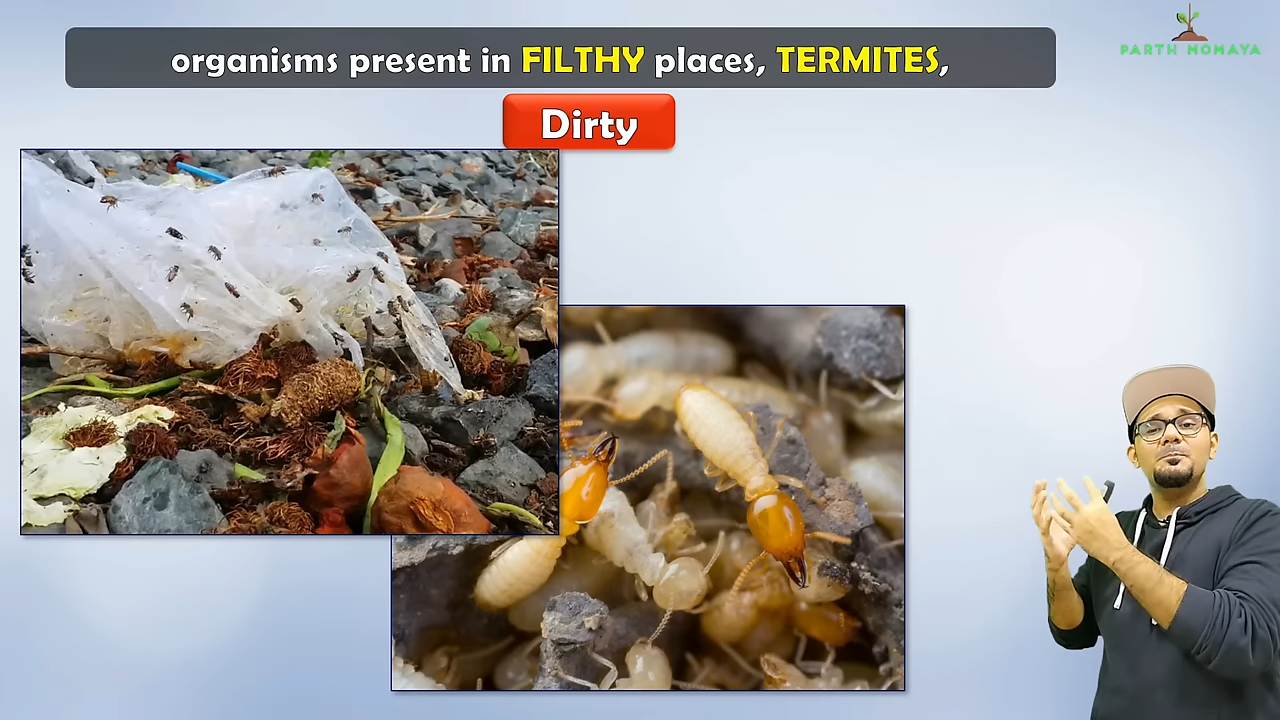 PARTH MOMAYA
organisms present in FILTHY places, TERMITES,
Dirty